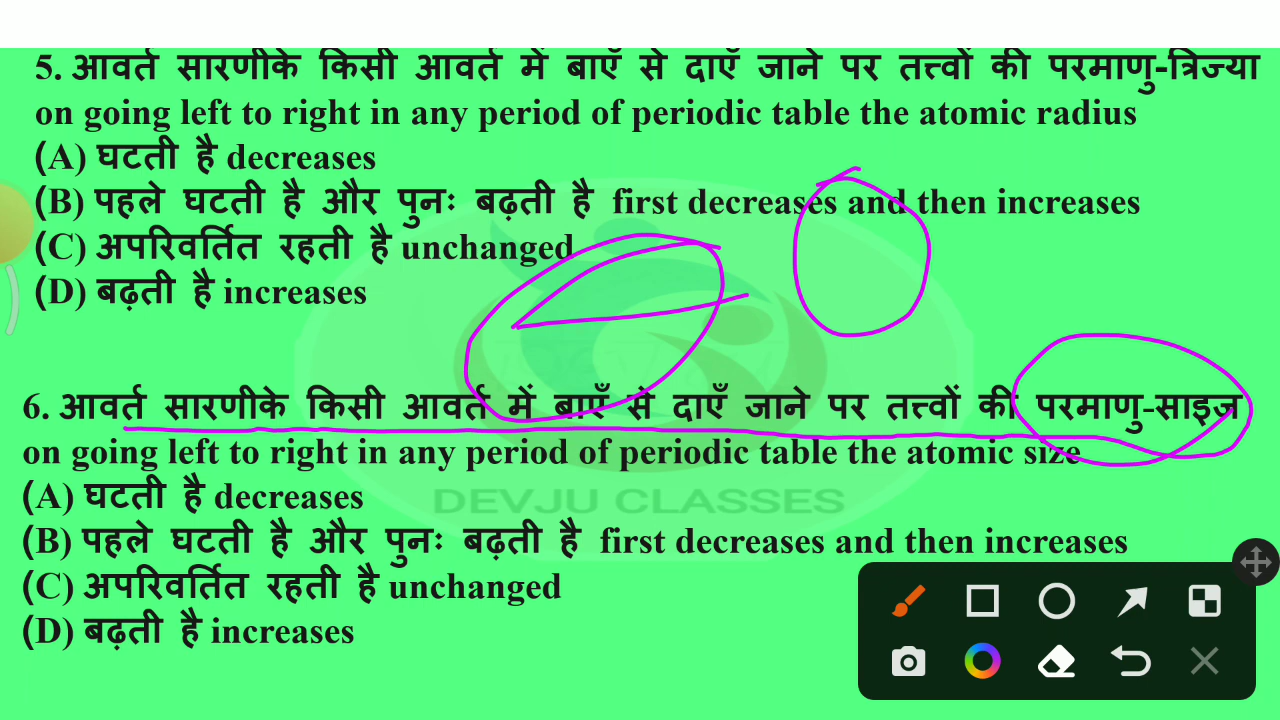 5. आवर्त सारणीके किसी आवर्त में बाएँ से दाएँ जाने पर तत्त्वों की परमाणु-त्रिज्या
on going left to right in any period of periodic table the atomic radius
(A) घटती है decreases
(B) पहले घटती है और पुनः बढ़ती है first decreases and then increases
(C) अपरिवर्तित रहती है unchanged
(D) बढ़ती है increases
6. आवर्त सारणीके किसी आवर्त में बाएँ से दाएँ जाने पर तत्त्वों की परमाणु-साइज
on going left to right in any period of periodic table the atomic size
(A) घटती है decreases
DEVJU CLASSES
(B) पहले घटती है और पुनः बढ़ती है first decreases and then increases
(C) अपरिवर्तित रहती है unchanged
(D) बढ़ती है increases